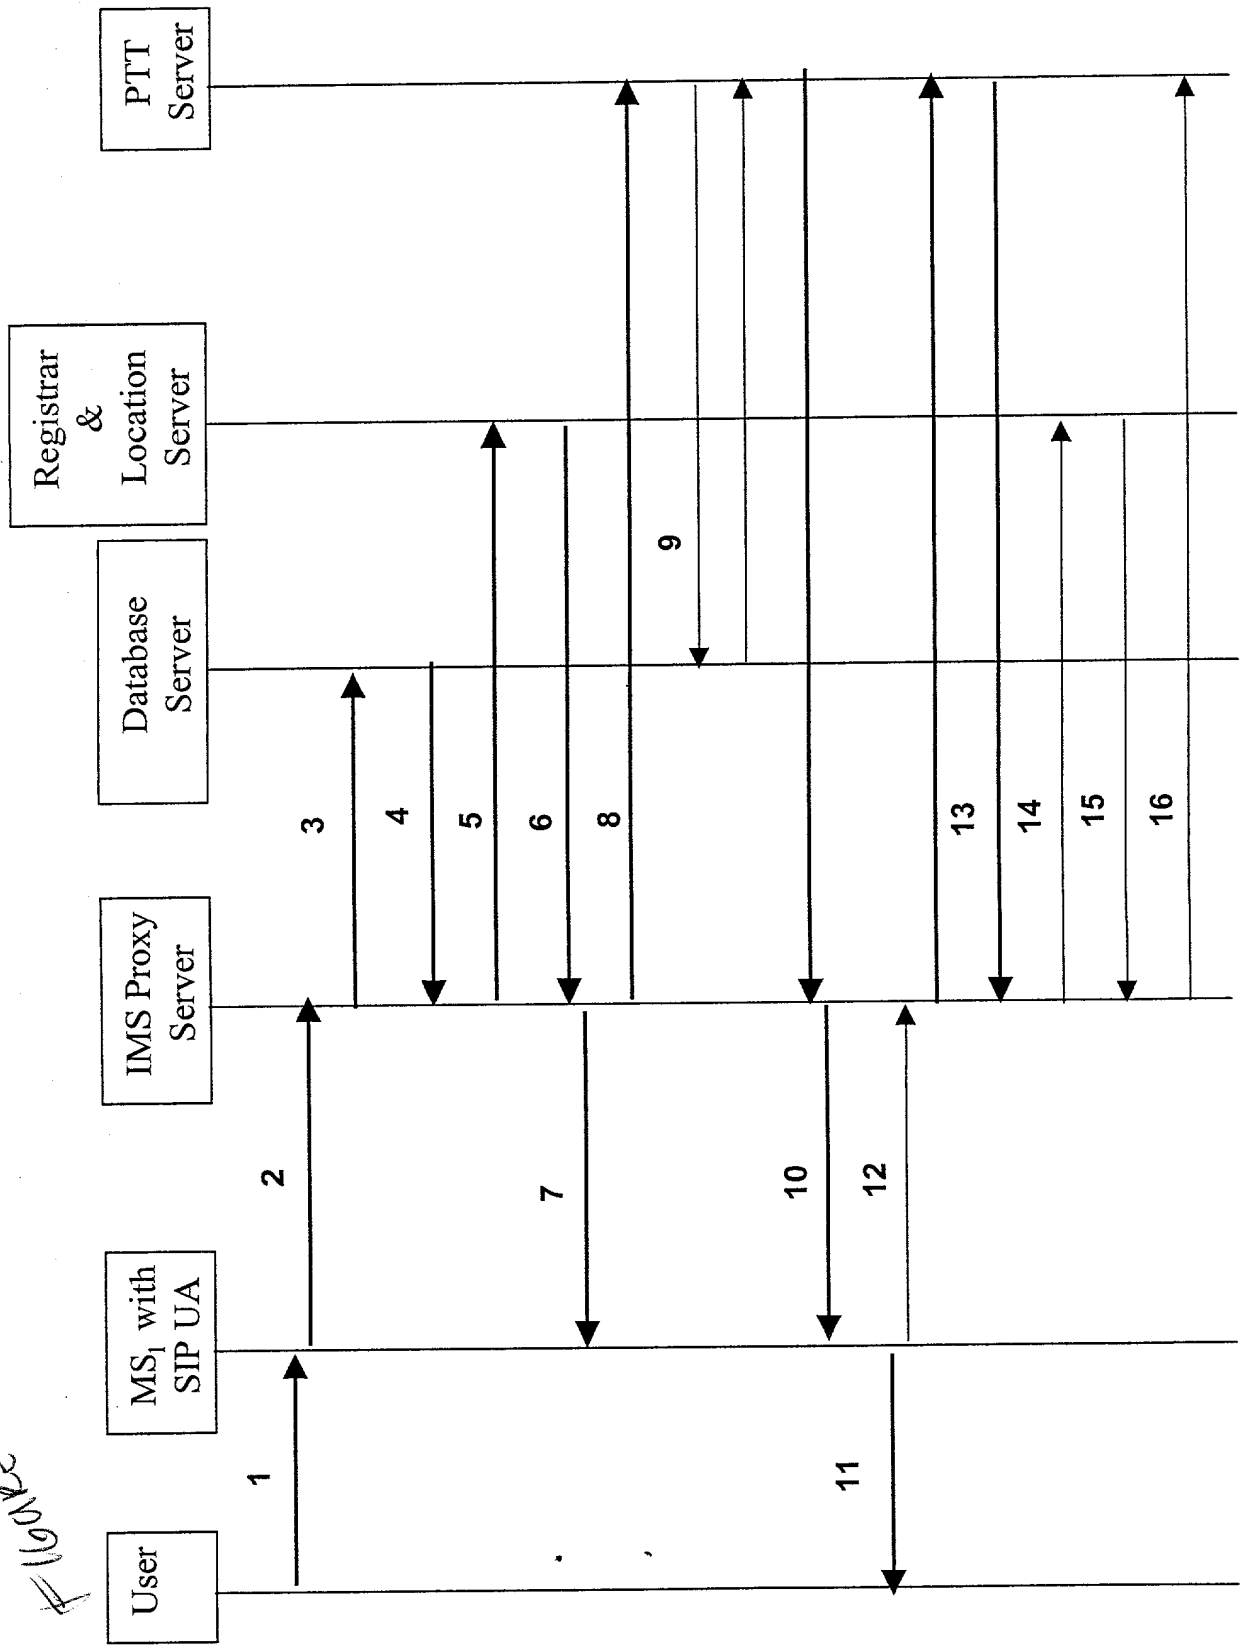 FIGURE
User
MS1 with
SIP UA
IMS Proxy
Server
Database
Server
Registrar
&
Location
Server
PTT
Server
1
2
3
4
5
6
7
8
9
10
11
12
13
14
15
16